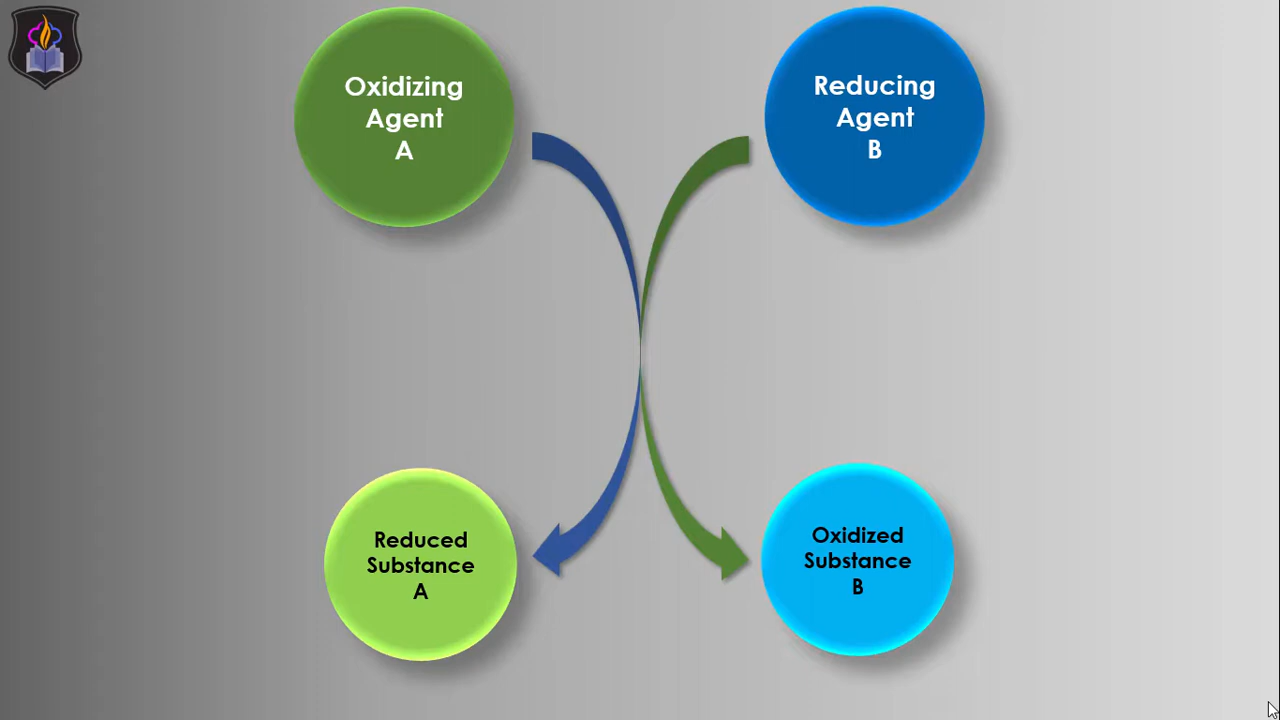 Oxidizing
Agent
A
Reducing
Agent
B
Reduced
Substance
A
Oxidized
Substance
B